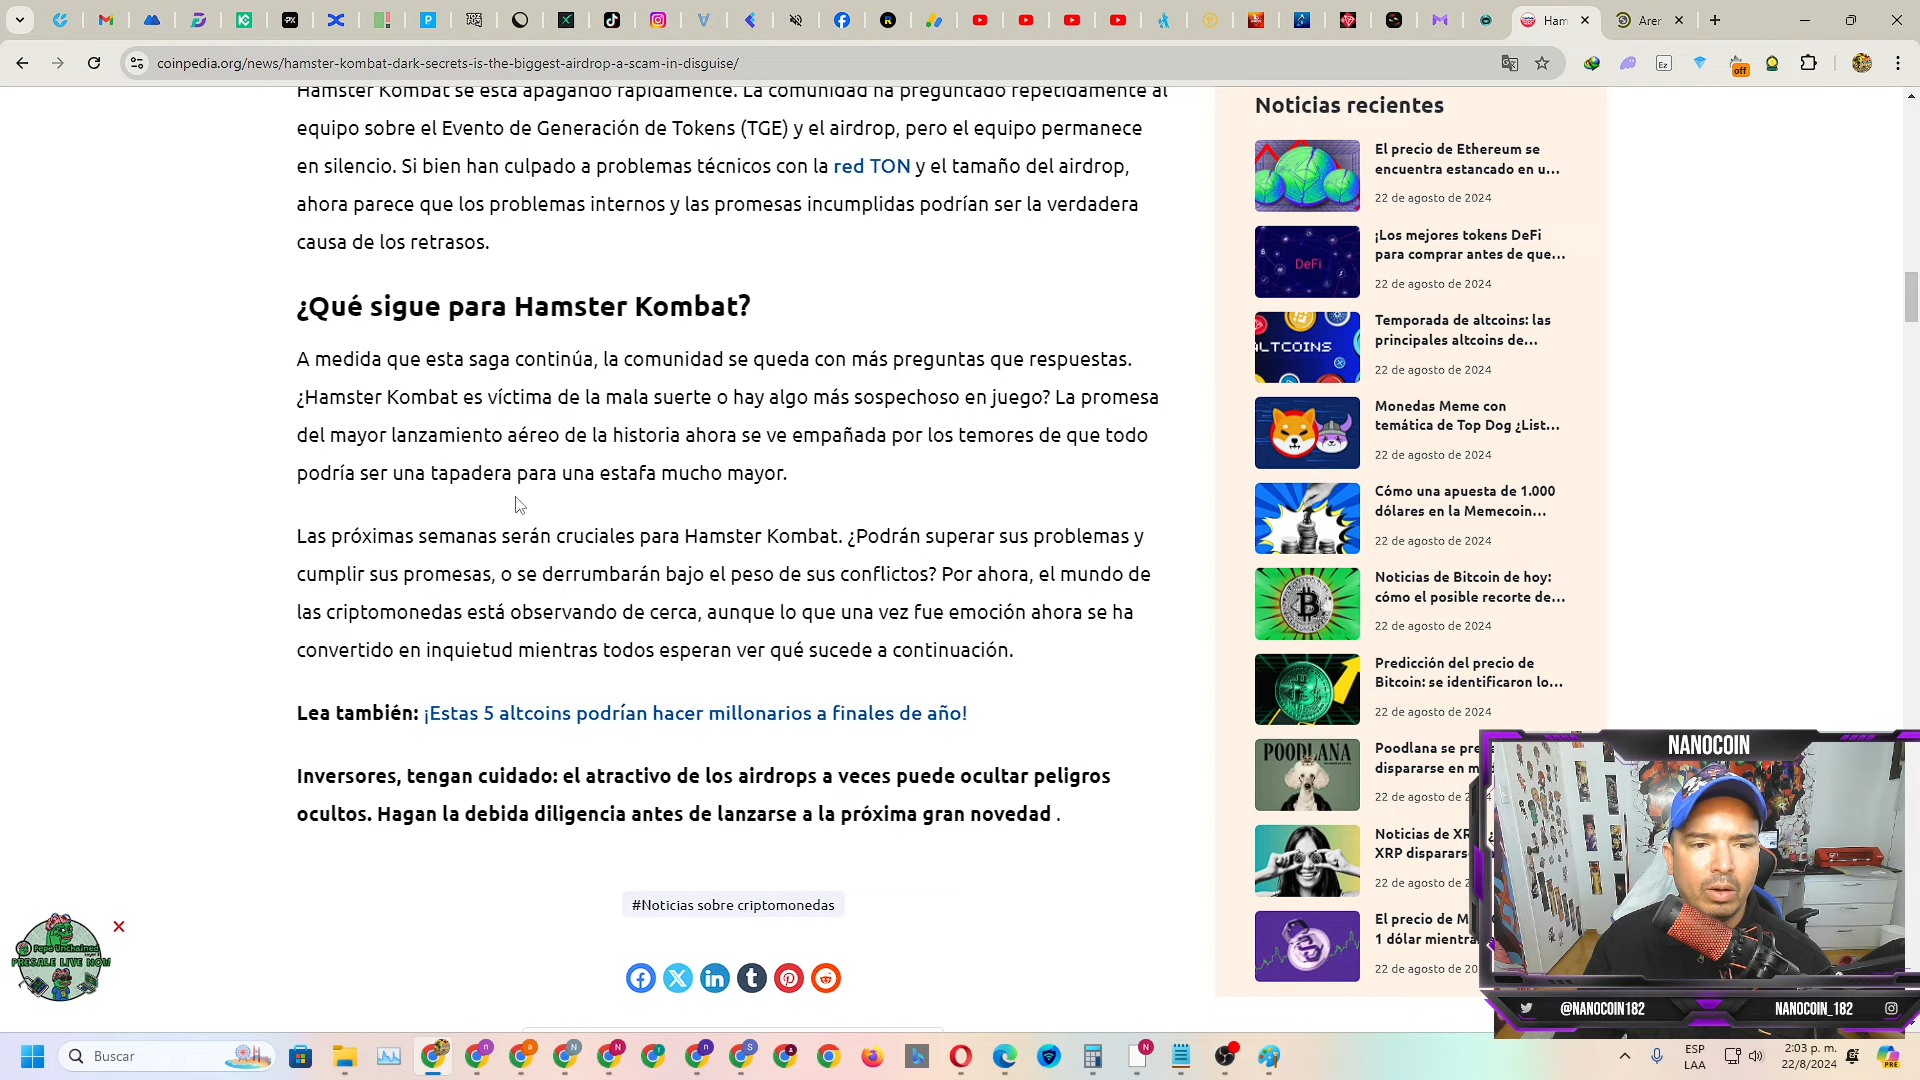 Ham
Arer
coinpedia.org/news/hamster-kombat-dark-secrets-is-the-biggest-airdrop-a-scam-in-disguise/
off
Hamster Kombat se está apagando rápidamente. La comunidad ha preguntado repetidamente al
equipo sobre el Evento de Generación de Tokens (TGE) y el airdrop, pero el equipo permanece
en silencio. Si bien han culpado a problemas técnicos con la red TON y el tamaño del airdrop,
ahora parece que los problemas internos y las promesas incumplidas podrían ser la verdadera
causa de los retrasos.
¿Qué sigue para Hamster Kombat?
A medida que esta saga continúa, la comunidad se queda con más preguntas que respuestas.
¿Hamster Kombat es víctima de la mala suerte o hay algo más sospechoso en juego? La promesa
del mayor lanzamiento aéreo de la historia ahora se ve empañada por los temores de que todo
podría ser una tapadera para una estafa mucho mayor.
Las próximas semanas serán cruciales para Hamster Kombat. ¿Podrán superar sus problemas y
cumplir sus promesas, o se derrumbarán bajo el peso de sus conflictos? Por ahora, el mundo de
las criptomonedas está observando de cerca, aunque lo que una vez fue emoción ahora se ha
convertido en inquietud mientras todos esperan ver qué sucede a continuación.
Lea también: ¡Estas 5 altcoins podrían hacer millonarios a finales de año!
Inversores, tengan cuidado: el atractivo de los airdrops a veces puede ocultar peligros
ocultos. Hagan la debida diligencia antes de lanzarse a la próxima gran novedad .
#Noticias sobre criptomonedas
Pepe Unchained
PRESALE LIVE NOW
Noticias recientes
El precio de Ethereum se
encuentra estancado en u...
22 de agosto de 2024
DeFi
¡Los mejores tokens DeFi
para comprar antes de que...
22 de agosto de 2024
ALTCOINS
Temporada de altcoins: las
principales altcoins de...
22 de agosto de 2024
Monedas Meme con
temática de Top Dog ¿List...
22 de agosto de 2024
Cómo una apuesta de 1.000
dólares en la Memecoin...
22 de agosto de 2024
Noticias de Bitcoin de hoy:
cómo el posible recorte de...
22 de agosto de 2024
Predicción del precio de
Bitcoin: se identificaron lo...
22 de agosto de 2024
POODLANA
Poodlana se pre
dispararse en m
22 de agosto de 2
Noticias de XR
XRP dispararse
22 de agosto de 2
El precio de M
1 dólar mientra
22 de agosto de 20
NANOCOIN
@NANOCOIN182
NANOCOIN_182
Buscar
ESP
LAA
2:03 p. m.
22/8/2024
PRE